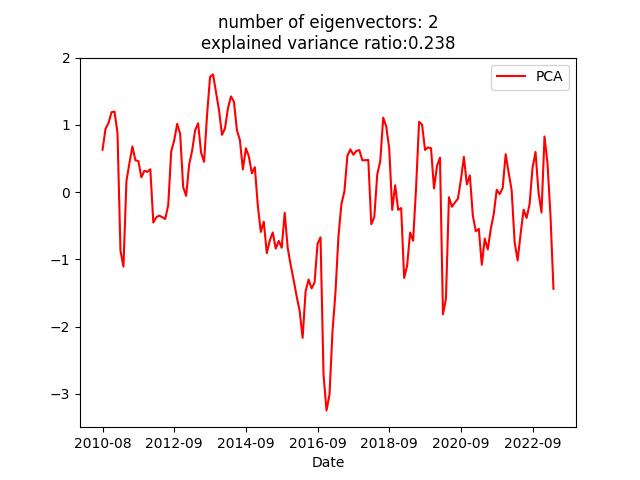 number of eigenvectors: 2
explained variance ratio:0.238
PCA
2
1
0
−1
−2
−3
2010-08 2012-09 2014-09 2016-09 2018-09 2020-09 2022-09
Date